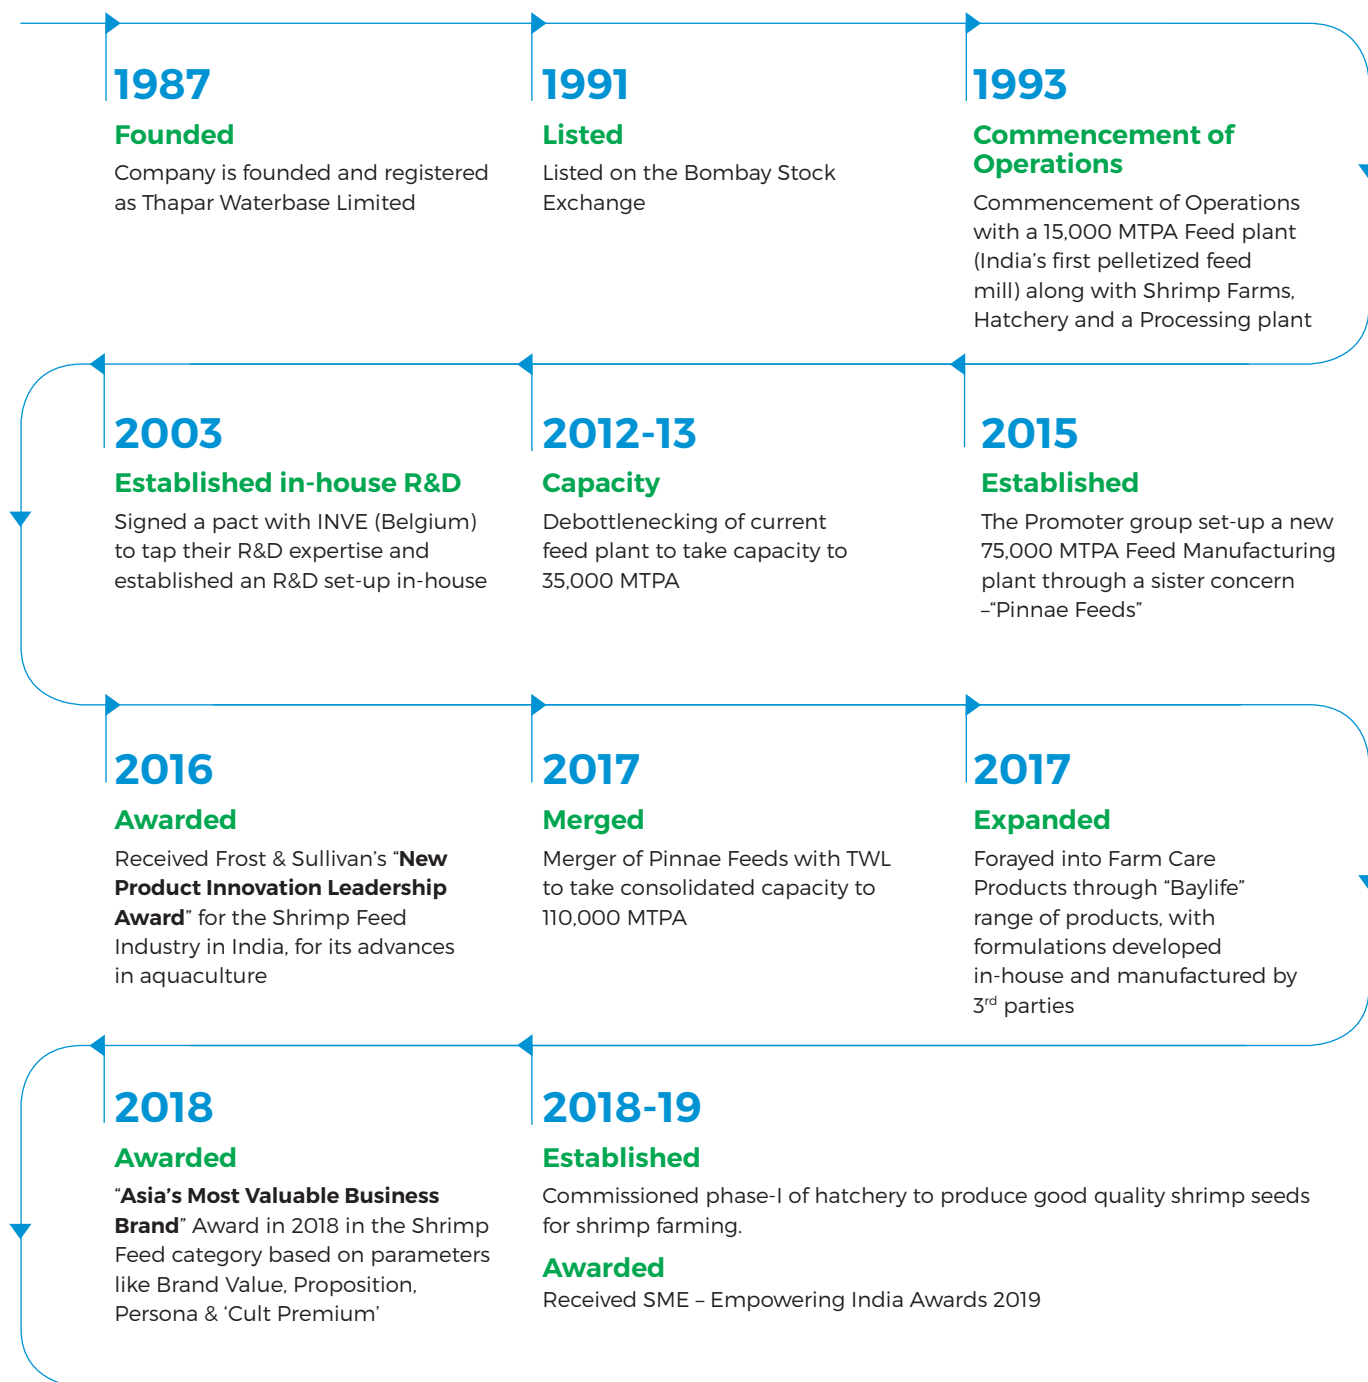 1987
Founded
Company is founded and registered
as Thapar Waterbase Limited
1991
Listed
Listed on the Bombay Stock
Exchange
1993
Commencement of
Operations
Commencement of Operations
with a 15,000 MTPA Feed plant
(India's first pelletized feed
mill) along with Shrimp Farms,
Hatchery and a Processing plant
2003
Established in-house R&D
Signed a pact with INVE (Belgium)
to tap their R&D expertise and
established an R&D set-up in-house
2012-13
Capacity
Debottlenecking of current
feed plant to take capacity to
35,000 MTPA
2015
Established
The Promoter group set-up a new
75,000 MTPA Feed Manufacturing
plant through a sister concern
–“Pinnae Feeds”
2016
Awarded
Received Frost & Sullivan's “New
Product Innovation Leadership
Award” for the Shrimp Feed
Industry in India, for its advances
in aquaculture
2017
Merged
Merger of Pinnae Feeds with TWL
to take consolidated capacity to
110,000 MTPA
2017
Expanded
Forayed into Farm Care
Products through “Baylife”
range of products, with
formulations developed
in-house and manufactured by
3rd parties
2018
Awarded
“Asia's Most Valuable Business
Brand” Award in 2018 in the Shrimp
Feed category based on parameters
like Brand Value, Proposition,
Persona & ‘Cult Premium’
2018-19
Established
Commissioned phase-I of hatchery to produce good quality shrimp seeds
for shrimp farming.
Awarded
Received SME – Empowering India Awards 2019